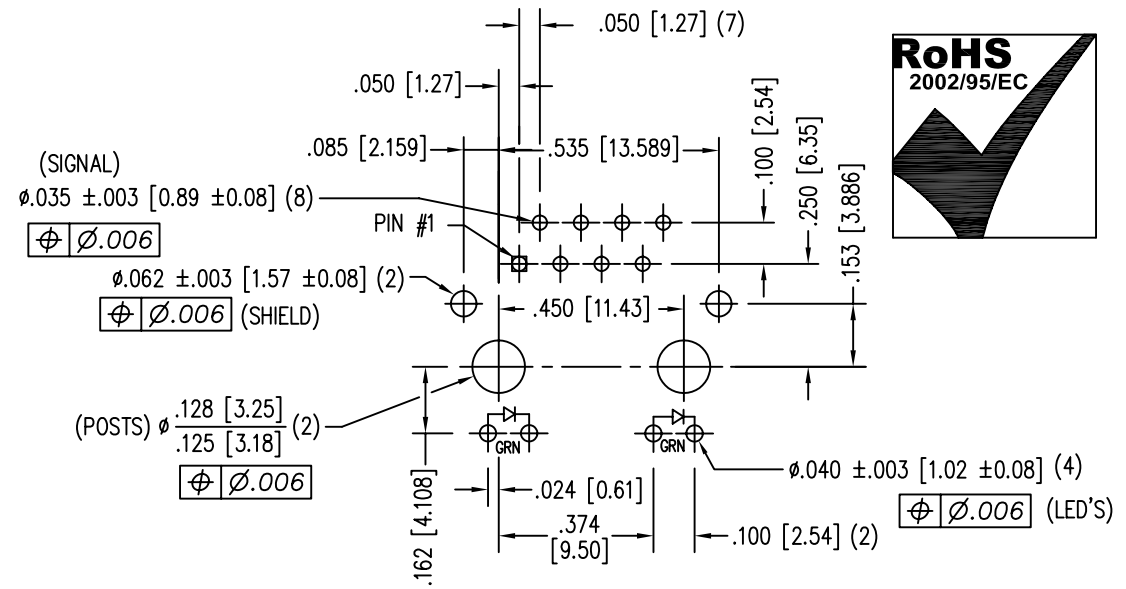 .050 [1.27] (7)
RoHS
2002/95/EC
.050 [1.27]
.100 [2.54]
.250 [6.35]
.153 [3.886]
.085 [2.159]
.535 [13.589]
(SIGNAL)
ø.035 ±.003 [0.89 ±0.08] (8)
⌖ Ø.006
PIN #1
ø.062 ±.003 [1.57 ±0.08] (2)
⌖ Ø.006 (SHIELD)
.450 [11.43]
(POSTS) ø .128 [3.25]
.125 [3.18] (2)
⌖ Ø.006
GRN
GRN
ø.040 ±.003 [1.02 ±0.08] (4)
⌖ Ø.006 (LED'S)
.024 [0.61]
.162 [4.108]
.374
[9.50]
.100 [2.54] (2)